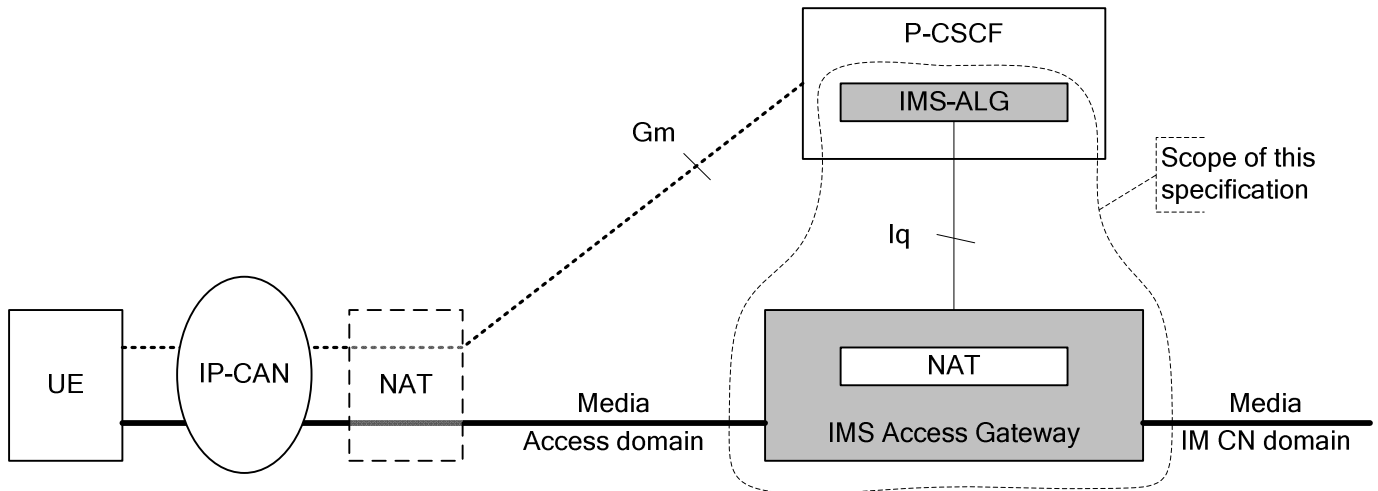 P-CSCF
IMS-ALG
Gm
Scope of this
specification
Iq
UE
IP-CAN
NAT
NAT
Media
Access domain
IMS Access Gateway
Media
IM CN domain